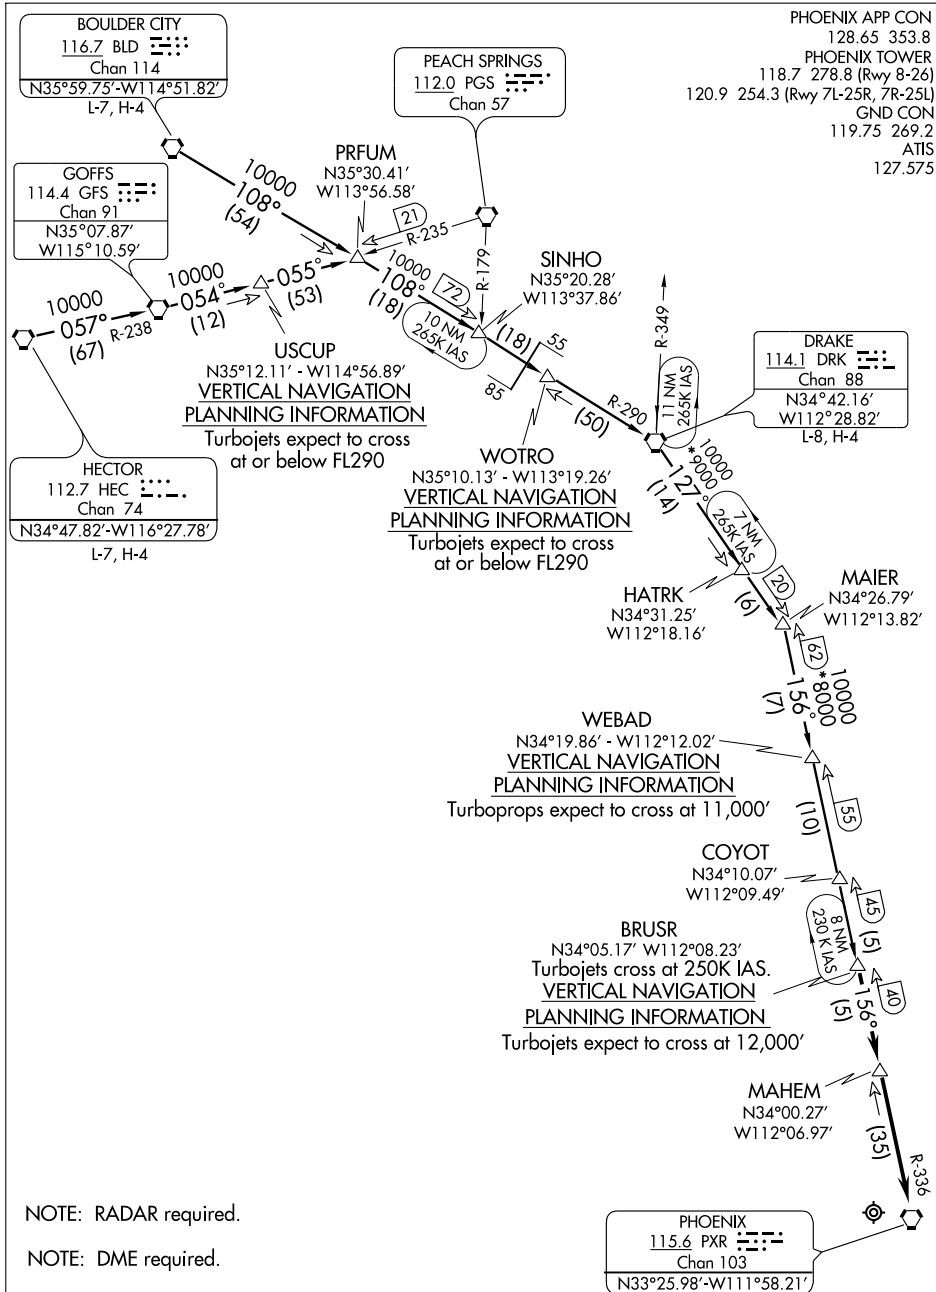 BOULDER CITY
116.7 BLD
Chan 114
N35°59.75'-W114°51.82'
L-7, H-4
PEACH SPRINGS
112.0 PGS
Chan 57
PHOENIX APP CON
128.65 353.8
PHOENIX TOWER
118.7 278.8 (Rwy 8-26)
120.9 254.3 (Rwy 7L-25R, 7R-25L)
GND CON
119.75 269.2
ATIS
127.575
GOFFS
114.4 GFS
Chan 91
N35°07.87'
W115°10.59'
10000
108°
(54)
PRFUM
N35°30.41'
W113°56.58'
21
R-235
R-179
10000
057°
(67)
R-238
10000
054°
(12)
055°
(53)
10000
108°
(18)
72
10 NM
265K IAS
SINHO
N35°20.28'
W113°37.86'
(18)
55
85
R-349
11 NM
265K IAS
R-290
(50)
DRAKE
114.1 DRK
Chan 88
N34°42.16'
W112°28.82'
L-8, H-4
USCUP
N35°12.11' - W114°56.89'
VERTICAL NAVIGATION
PLANNING INFORMATION
Turbojets expect to cross
at or below FL290
WOTRO
N35°10.13' - W113°19.26'
VERTICAL NAVIGATION
PLANNING INFORMATION
Turbojets expect to cross
at or below FL290
HECTOR
112.7 HEC
Chan 74
N34°47.82'-W116°27.78'
L-7, H-4
10000
*9000
127°
(14)
7 NM
265K IAS
HATRK
N34°31.25'
W112°18.16'
(6)
20
MAIER
N34°26.79'
W112°13.82'
62
10000
*8000
156°
(7)
WEBAD
N34°19.86' - W112°12.02'
VERTICAL NAVIGATION
PLANNING INFORMATION
Turboprops expect to cross at 11,000'
55
(10)
COYOT
N34°10.07'
W112°09.49'
45
(5)
8 NM
230 K IAS
BRUSR
N34°05.17' W112°08.23'
Turbojets cross at 250K IAS.
VERTICAL NAVIGATION
PLANNING INFORMATION
Turbojets expect to cross at 12,000'
40
156°
(5)
MAHEM
N34°00.27'
W112°06.97'
(35)
R-336
NOTE: RADAR required.
NOTE: DME required.
PHOENIX
115.6 PXR
Chan 103
N33°25.98'-W111°58.21'